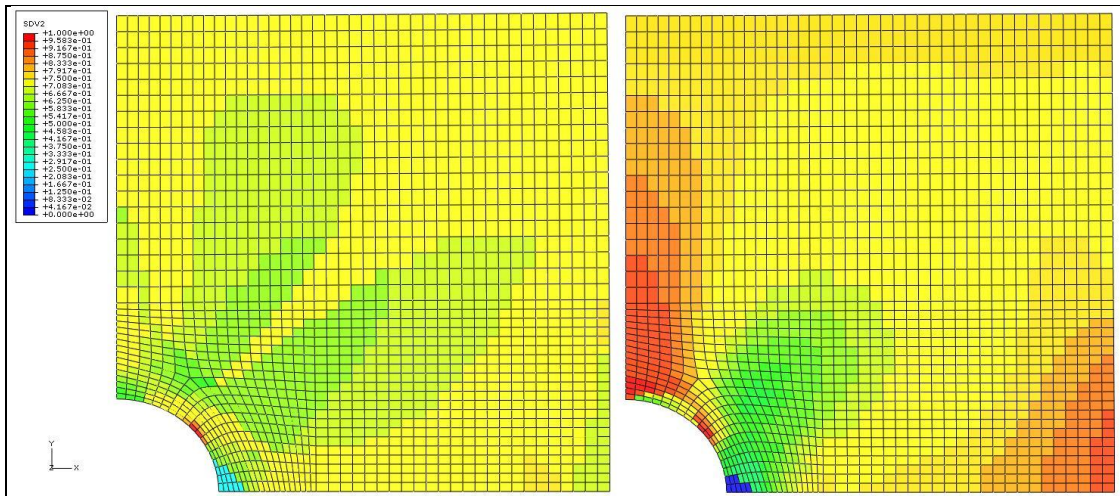 SDV2
+1.000e+00
+9.583e-01
+9.167e-01
+8.750e-01
+8.333e-01
+7.917e-01
+7.500e-01
+7.083e-01
+6.667e-01
+6.250e-01
+5.833e-01
+5.417e-01
+5.000e-01
+4.583e-01
+4.167e-01
+3.750e-01
+3.333e-01
+2.917e-01
+2.500e-01
+2.083e-01
+1.667e-01
+1.250e-01
+8.333e-02
+4.167e-02
+0.000e+00
Y
Z X